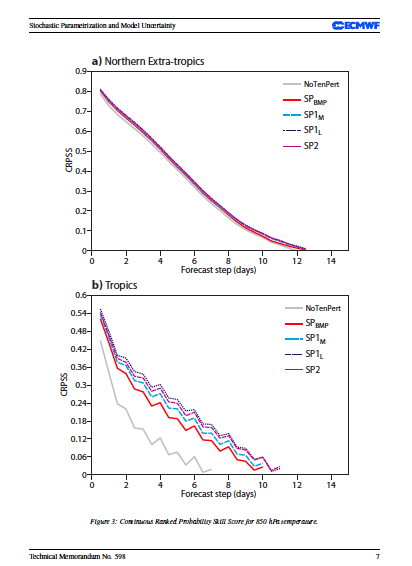 Stochastic Parametrization and Model Uncertainty
ECMWF
a) Northern Extra-tropics
0.9
0.8
0.7
0.6
0.5
0.4
0.3
0.2
0.1
0
CRPSS
NoTenPert
SPBMP
SP1M
SP1L
SP2
0 2 4 6 8 10 12 14
Forecast step (days)
b) Tropics
0.6
0.54
0.48
0.42
0.36
0.3
0.24
0.18
0.12
0.06
0
CRPSS
NoTenPert
SPBMP
SP1M
SP1L
SP2
0 2 4 6 8 10 12 14
Forecast step (days)
Figure 3: Continuous Ranked Probability Skill Score for 850 hPa temperature.
Technical Memorandum No. 598 7